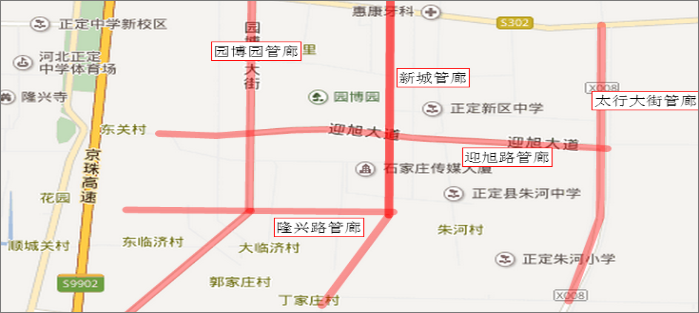 惠康牙科
S302
正定中学新校区
园博园管廊
里
园博大街
河北正定
中学体育场
新城管廊
X008
太行大街管廊
隆兴寺
园博园
正定新区中学
东关村
迎旭大道
迎旭大道
迎旭路管廊
京珠高速
石家庄传媒大厦
花园
正定县朱河中学
顺城关村
东临济村
大临济村
隆兴路管廊
朱河村
正定朱河小学
S9902
郭家庄村
丁家庄村
X008